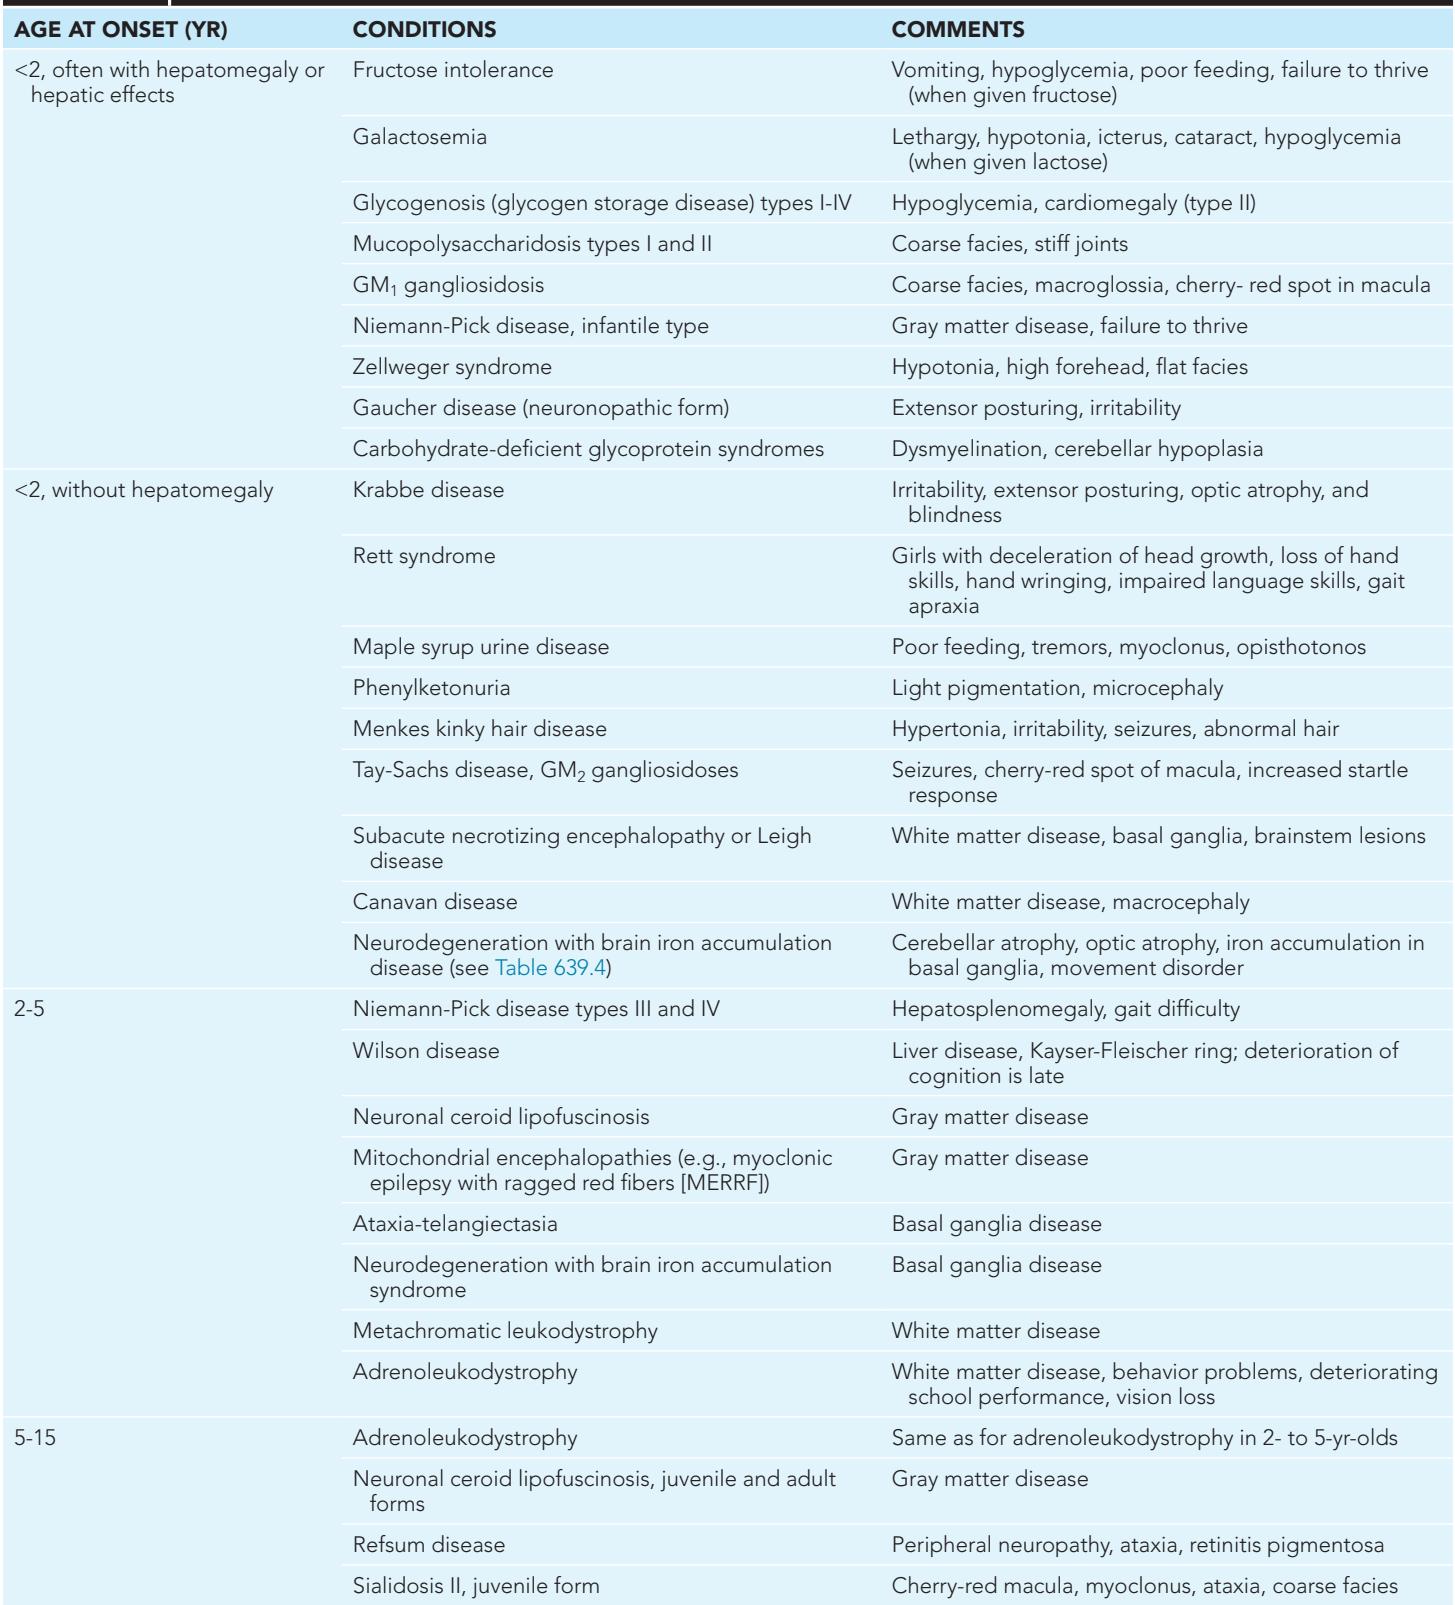 AGE AT ONSET (YR) CONDITIONS COMMENTS
<2, often with hepatomegaly or Fructose intolerance Vomiting, hypoglycemia, poor feeding, failure to thrive
hepatic effects (when given fructose)
Galactosemia Lethargy, hypotonia, icterus, cataract, hypoglycemia
(when given lactose)
Glycogenosis (glycogen storage disease) types I-IV Hypoglycemia, cardiomegaly (type II)
Mucopolysaccharidosis types I and II Coarse facies, stiff joints
GM1 gangliosidosis Coarse facies, macroglossia, cherry- red spot in macula
Niemann-Pick disease, infantile type Gray matter disease, failure to thrive
Zellweger syndrome Hypotonia, high forehead, flat facies
Gaucher disease (neuronopathic form) Extensor posturing, irritability
Carbohydrate-deficient glycoprotein syndromes Dysmyelination, cerebellar hypoplasia
<2, without hepatomegaly Krabbe disease Irritability, extensor posturing, optic atrophy, and
blindness
Rett syndrome Girls with deceleration of head growth, loss of hand
skills, hand wringing, impaired language skills, gait
apraxia
Maple syrup urine disease Poor feeding, tremors, myoclonus, opisthotonos
Phenylketonuria Light pigmentation, microcephaly
Menkes kinky hair disease Hypertonia, irritability, seizures, abnormal hair
Tay-Sachs disease, GM2 gangliosidoses Seizures, cherry-red spot of macula, increased startle
response
Subacute necrotizing encephalopathy or Leigh White matter disease, basal ganglia, brainstem lesions
disease
Canavan disease White matter disease, macrocephaly
Neurodegeneration with brain iron accumulation Cerebellar atrophy, optic atrophy, iron accumulation in
disease (see Table 639.4) basal ganglia, movement disorder
2-5 Niemann-Pick disease types III and IV Hepatosplenomegaly, gait difficulty
Wilson disease Liver disease, Kayser-Fleischer ring; deterioration of
cognition is late
Neuronal ceroid lipofuscinosis Gray matter disease
Mitochondrial encephalopathies (e.g., myoclonic Gray matter disease
epilepsy with ragged red fibers [MERRF])
Ataxia-telangiectasia Basal ganglia disease
Neurodegeneration with brain iron accumulation Basal ganglia disease
syndrome
Metachromatic leukodystrophy White matter disease
Adrenoleukodystrophy White matter disease, behavior problems, deteriorating
school performance, vision loss
5-15 Adrenoleukodystrophy Same as for adrenoleukodystrophy in 2- to 5-yr-olds
Neuronal ceroid lipofuscinosis, juvenile and adult Gray matter disease
forms
Refsum disease Peripheral neuropathy, ataxia, retinitis pigmentosa
Sialidosis II, juvenile form Cherry-red macula, myoclonus, ataxia, coarse facies